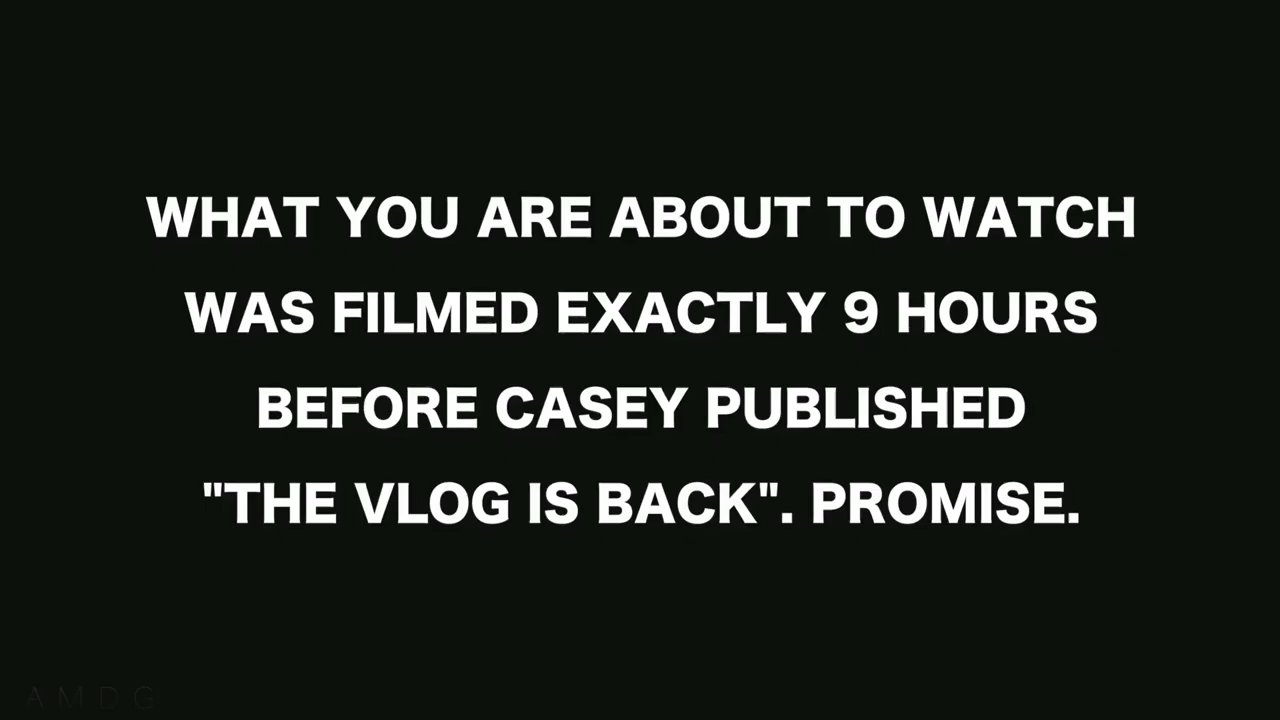 WHAT YOU ARE ABOUT TO WATCH
WAS FILMED EXACTLY 9 HOURS
BEFORE CASEY PUBLISHED
"THE VLOG IS BACK". PROMISE.
AMDG